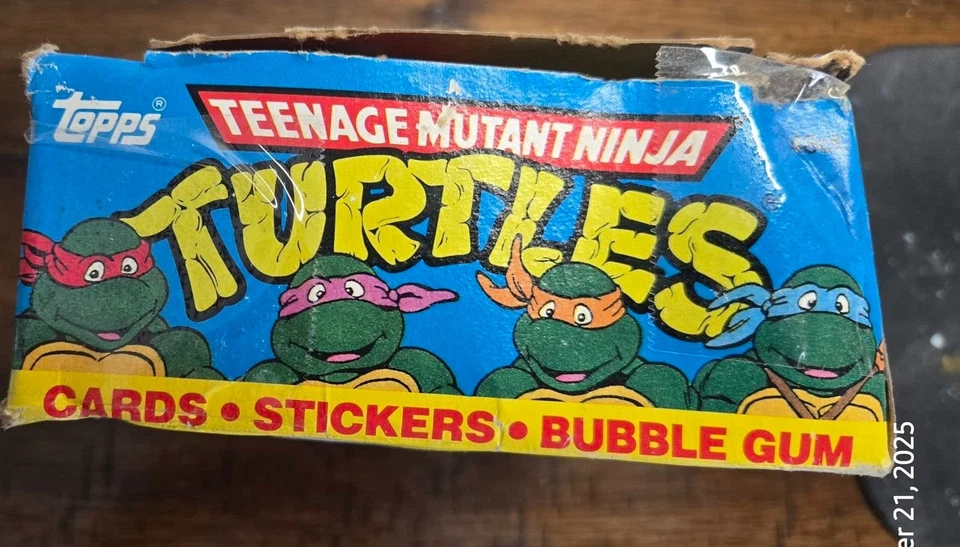 Topps®
TEENAGE MUTANT NINJA
TURTLES
CARDS • STICKERS • BUBBLE GUM
er 21, 2025